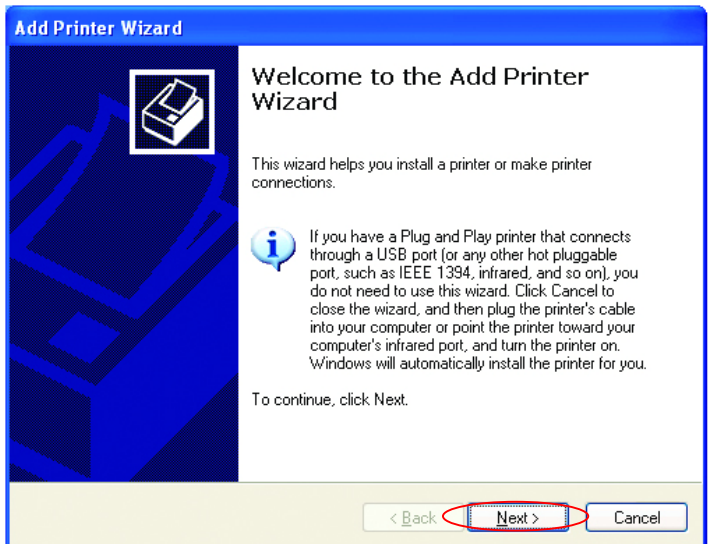 Add Printer Wizard
Welcome to the Add Printer
Wizard
This wizard helps you install a printer or make printer
connections.
If you have a Plug and Play printer that connects
through a USB port (or any other hot pluggable
port, such as IEEE 1394, infrared, and so on), you
do not need to use this wizard. Click Cancel to
close the wizard, and then plug the printer's cable
into your computer or point the printer toward your
computer's infrared port, and turn the printer on.
Windows will automatically install the printer for you.
To continue, click Next.
< Back Next > Cancel